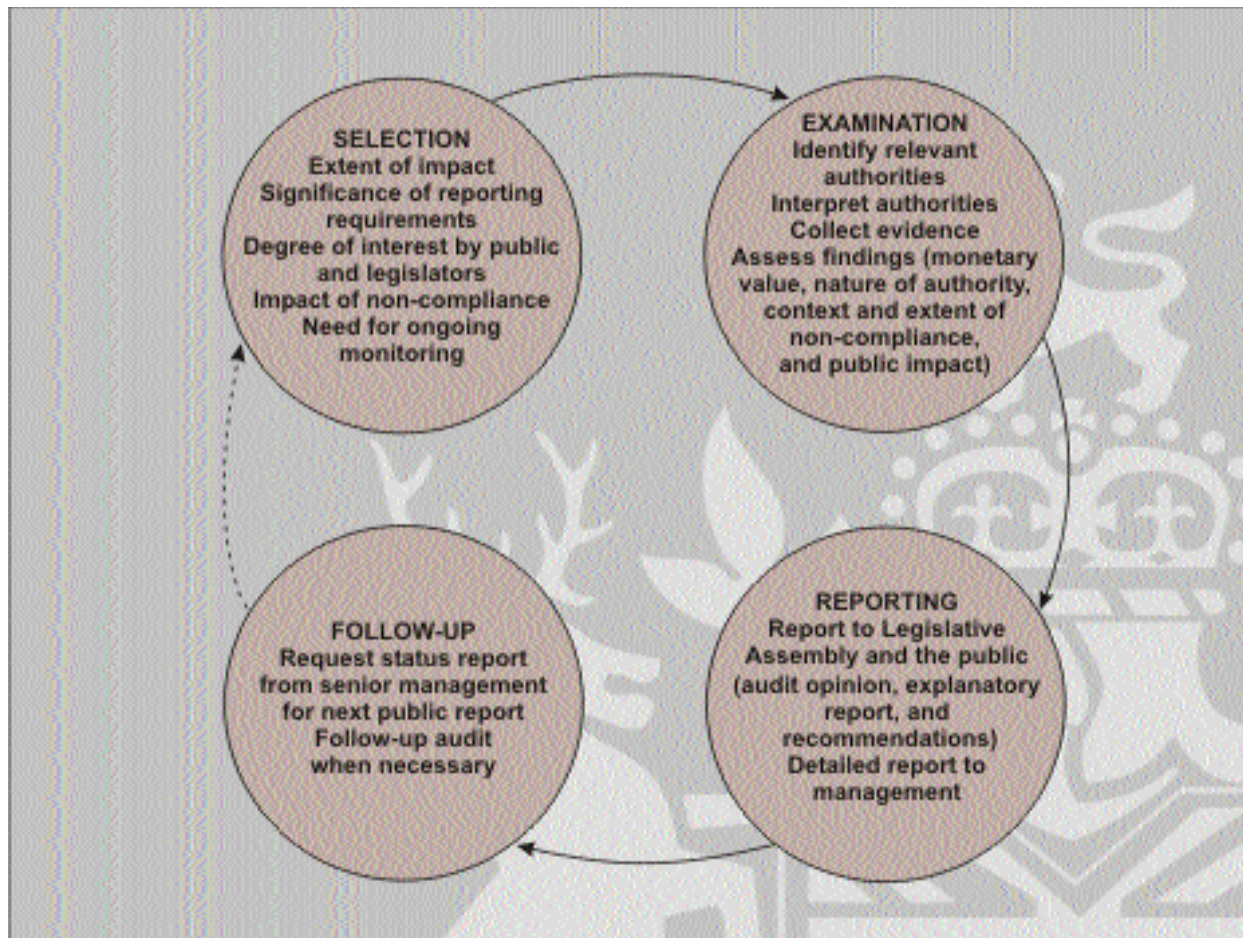 SELECTION
Extent of impact
Significance of reporting
requirements
Degree of interest by public
and legislators
Impact of non-compliance
Need for ongoing
monitoring
EXAMINATION
Identify relevant
authorities
Interpret authorities
Collect evidence
Assess findings (monetary
value, nature of authority,
context and extent of
non-compliance,
and public impact)
REPORTING
Report to Legislative
Assembly and the public
(audit opinion, explanatory
report, and
recommendations)
Detailed report to
management
FOLLOW-UP
Request status report
from senior management
for next public report
Follow-up audit
when necessary